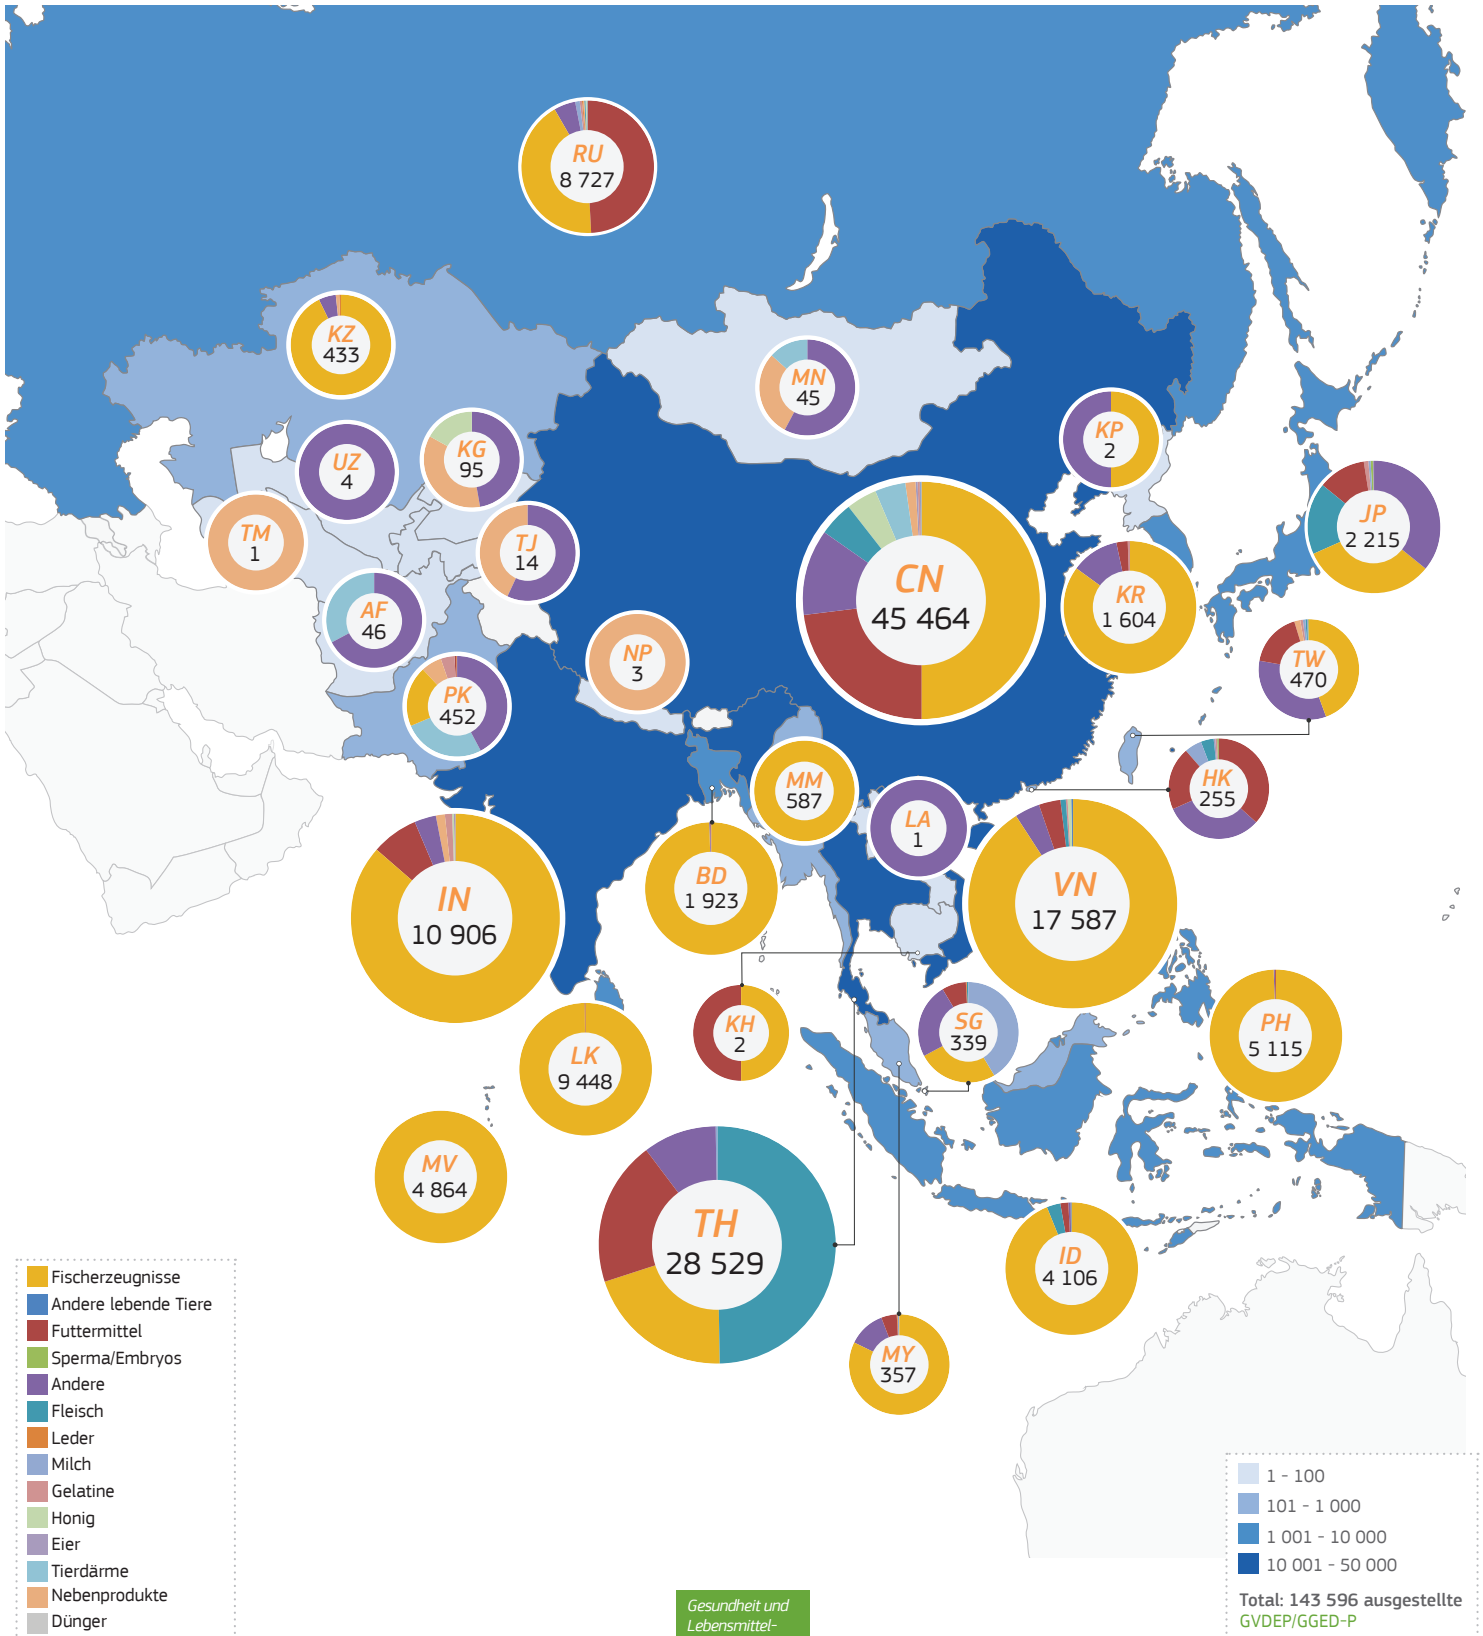 RU
8 727
KZ
433
MN
45
KP
2
UZ
4
KG
95
TM
1
TJ
14
JP
2 215
CN
45 464
KR
1 604
AF
46
NP
3
TW
470
PK
452
MM
587
HK
255
LA
1
IN
10 906
BD
1 923
VN
17 587
KH
2
SG
339
PH
5 115
LK
9 448
MV
4 864
TH
28 529
ID
4 106
MY
357
Fischerzeugnisse
Andere lebende Tiere
Futtermittel
Sperma/Embryos
Andere
Fleisch
Leder
Milch
Gelatine
Honig
Eier
Tierdärme
Nebenprodukte
Dünger
1 - 100
101 - 1 000
1 001 - 10 000
10 001 - 50 000
Total: 143 596 ausgestellte
GVDEP/GGED-P
Gesundheit und
Lebensmittel-